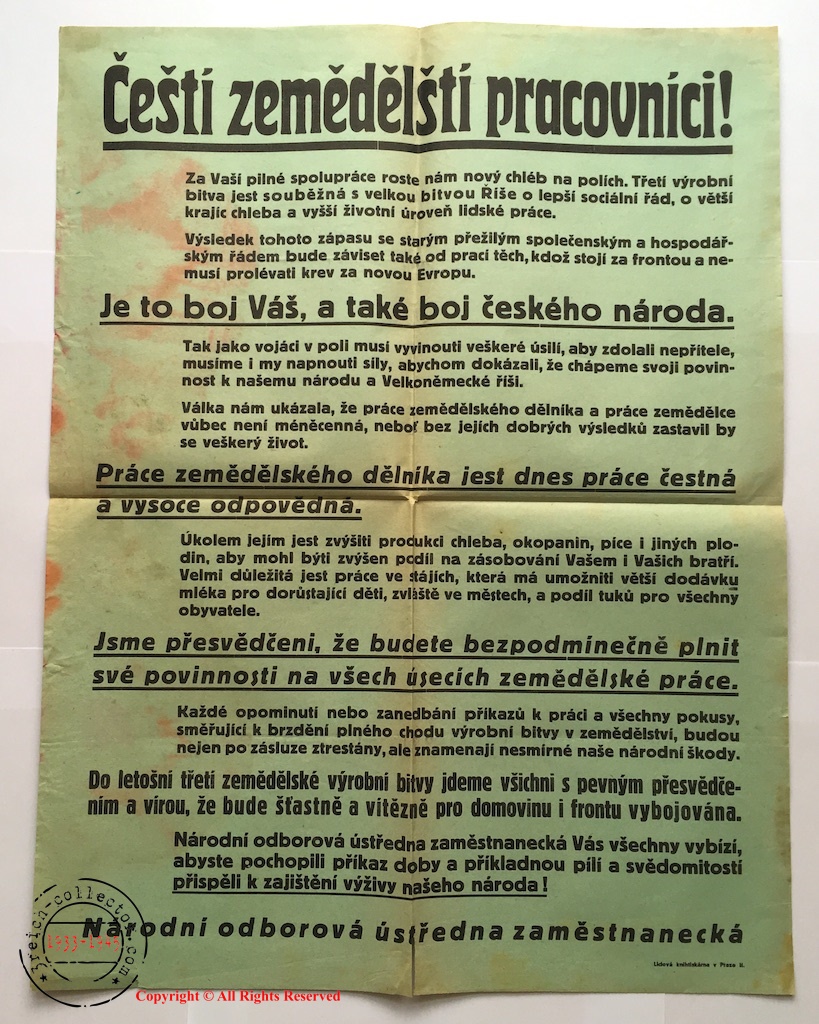 Čeští zemědělští pracovníci!
Za Vaší pilné spolupráce roste nám nový chléb na polích. Třetí výrobní
bitva jest souběžná s velkou bitvou Říše o lepší sociální řád, o větší
krajíc chleba a vyšší životní úroveň lidské práce.
Výsledek tohoto zápasu se starým přežilým společenským a hospodář-
ským řádem bude záviset také od prací těch, kdož stojí za frontou a ne-
musí prolévati krev za novou Evropu.
Je to boj Váš, a také boj českého národa.
Tak jako vojáci v poli musí vyvinouti veškeré úsilí, aby zdolali nepřítele,
musíme i my napnouti síly, abychom dokázali, že chápeme svoji povin-
nost k našemu národu a Velkoněmecké říši.
Válka nám ukázala, že práce zemědělského dělníka a práce zemědělce
vůbec není méněcenná, neboť bez jejích dobrých výsledků zastavil by
se veškerý život.
Práce zemědělského dělníka jest dnes práce čestná
a vysoce odpovědná.
Úkolem jejím jest zvýšiti produkci chleba, okopanin, píce i jiných plo-
din, aby mohl býti zvýšen podíl na zásobování Vašem i Vašich bratří.
Velmi důležitá jest práce ve stájích, která má umožniti větší dodávku
mléka pro dorůstající děti, zvláště ve městech, a podíl tuků pro všechny
obyvatele.
Jsme přesvědčeni, že budete bezpodmínečně plnit
své povinnosti na všech úsecích zemědělské práce.
Každé opominutí nebo zanedbání příkazů k práci a všechny pokusy,
směřující k brzdění plného chodu výrobní bitvy v zemědělství, budou
nejen po zásluze ztrestány, ale znamenají nesmírné naše národní škody.
Do letošní třetí zemědělské výrobní bitvy jdeme všichni s pevným přesvědče-
ním a vírou, že bude šťastně a vítězně pro domovinu i frontu vybojována.
Národní odborová ústředna zaměstnanecká Vás všechny vybízí,
abyste pochopili příkaz doby a příkladnou pílí a svědomitostí
přispěli k zajištění výživy našeho národa!
Národní odborová ústředna zaměstnanecká
Lidová knihtiskárna v Praze II.
3reich-collector.com
1933-1945
Copyright © All Rights Reserved